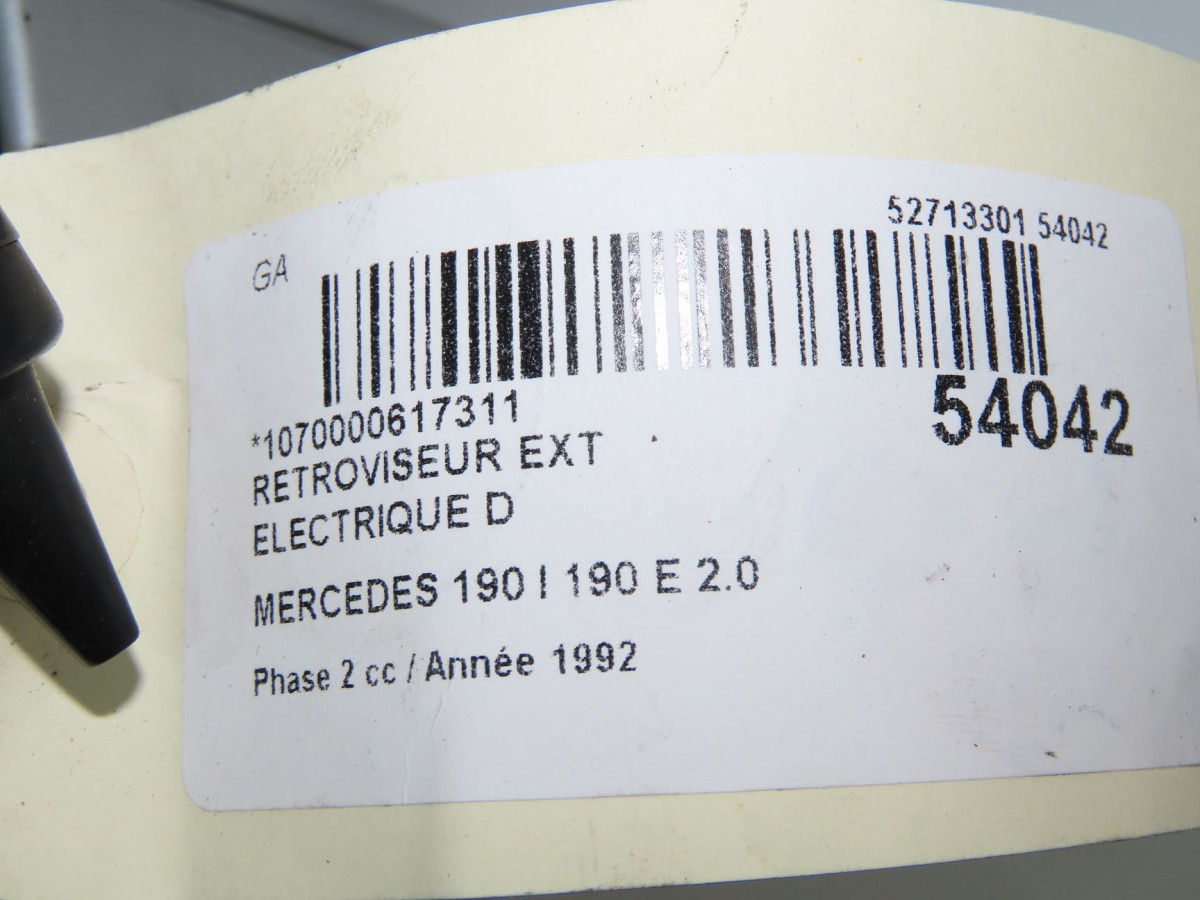 52713301 54042
GA
*1070000617311
54042
RETROVISEUR EXT
ELECTRIQUE D
MERCEDES 190 I 190 E 2.0
Phase 2 cc / Année 1992